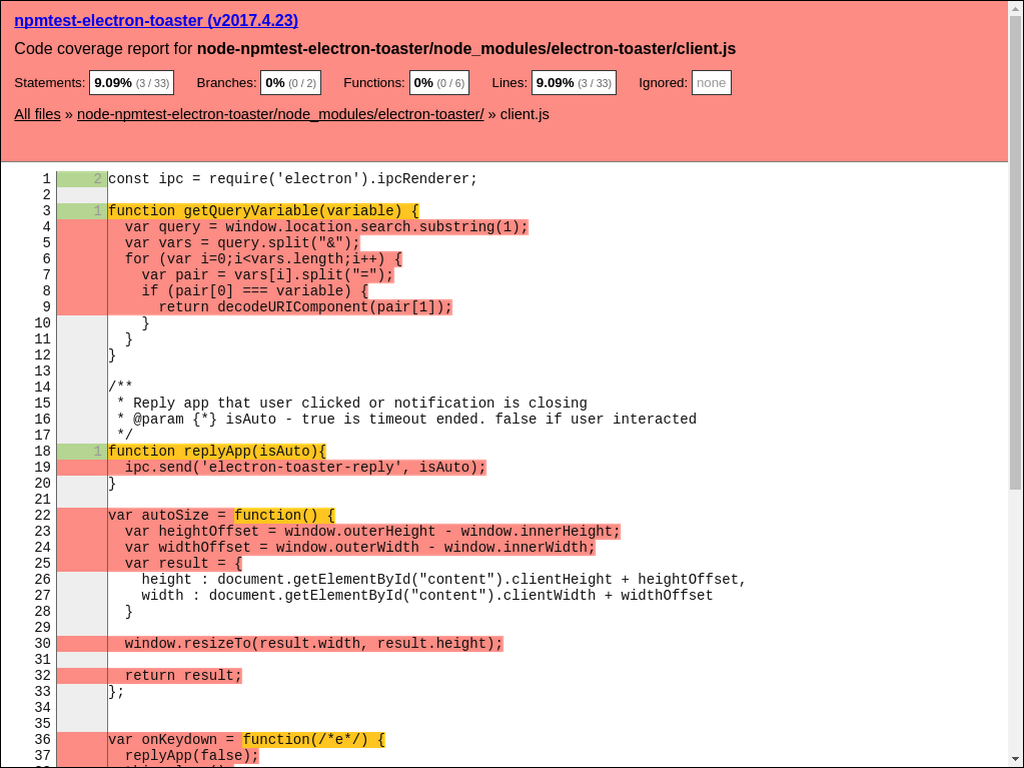 npmtest-electron-toaster (v2017.4.23)
Code coverage report for node-npmtest-electron-toaster/node_modules/electron-toaster/client.js
Statements: 9.09% (3 / 33) Branches: 0% (0 / 2) Functions: 0% (0 / 6) Lines: 9.09% (3 / 33) Ignored: none
All files » node-npmtest-electron-toaster/node_modules/electron-toaster/ » client.js
1 2 const ipc = require('electron').ipcRenderer;
2
3 1 function getQueryVariable(variable) {
4   var query = window.location.search.substring(1);
5   var vars = query.split("&");
6   for (var i=0;i<vars.length;i++) {
7     var pair = vars[i].split("=");
8     if (pair[0] === variable) {
9       return decodeURIComponent(pair[1]);
10     }
11   }
12 }
13
14 /**
15  * Reply app that user clicked or notification is closing
16  * @param {*} isAuto - true is timeout ended. false if user interacted
17  */
18 1 function replyApp(isAuto){
19   ipc.send('electron-toaster-reply', isAuto);
20 }
21
22 var autoSize = function() {
23   var heightOffset = window.outerHeight - window.innerHeight;
24   var widthOffset = window.outerWidth - window.innerWidth;
25   var result = {
26     height : document.getElementById("content").clientHeight + heightOffset,
27     width : document.getElementById("content").clientWidth + widthOffset
28   }
29
30   window.resizeTo(result.width, result.height);
31
32   return result;
33 };
34
35
36 var onKeydown = function(/*e*/) {
37   replyApp(false);